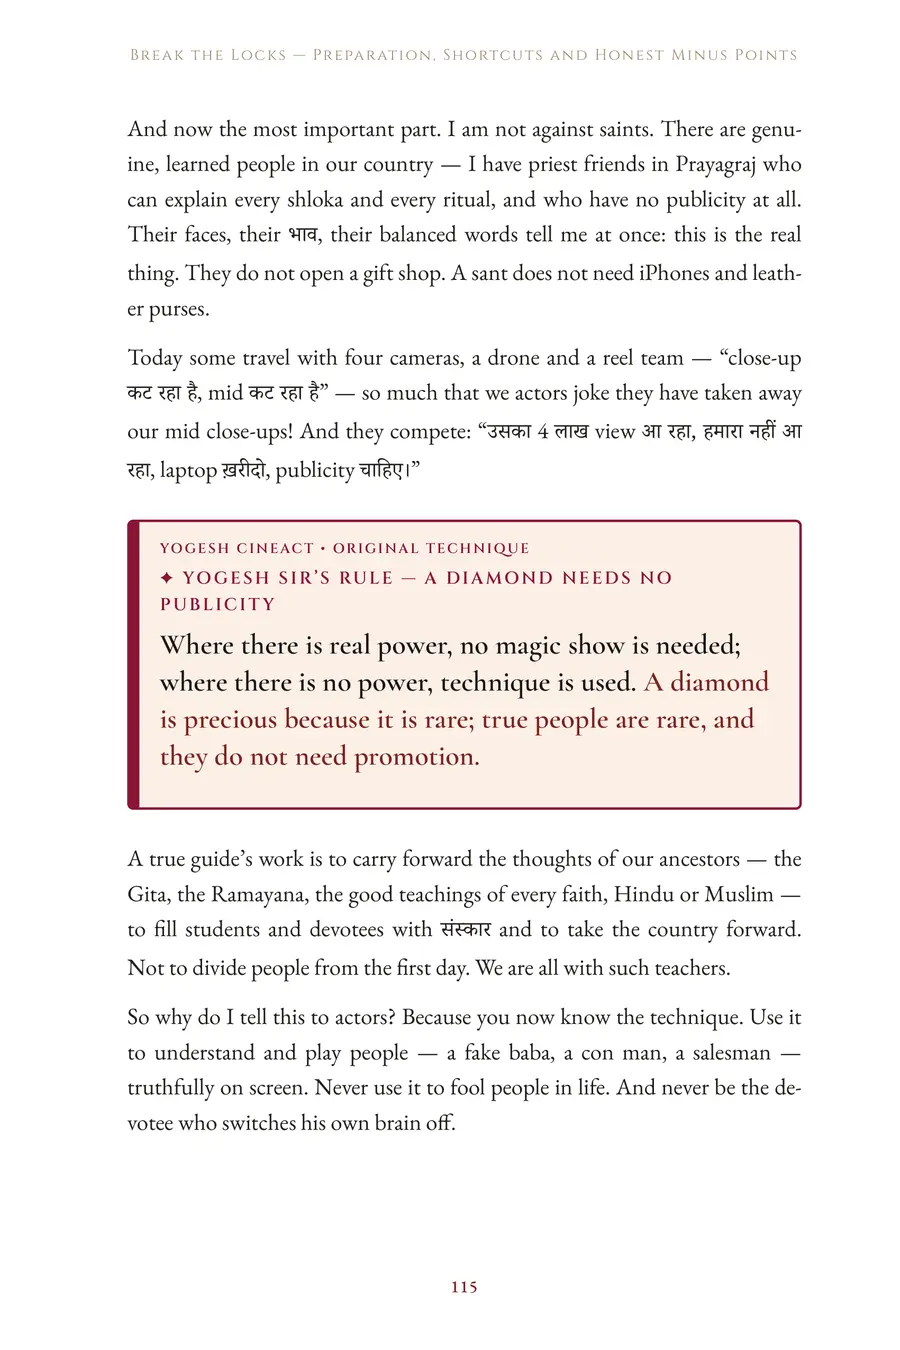 Break the Locks — Preparation, Shortcuts and Honest Minus Points
And now the most important part. I am not against saints. There are genu-
ine, learned people in our country — I have priest friends in Prayagraj who
can explain every shloka and every ritual, and who have no publicity at all.
Their faces, their भाव, their balanced words tell me at once: this is the real
thing. They do not open a gift shop. A sant does not need iPhones and leath-
er purses.
Today some travel with four cameras, a drone and a reel team — “close-up
कट रहा है, mid कट रहा है” — so much that we actors joke they have taken away
our mid close-ups! And they compete: “उसका 4 लाख view आ रहा, हमारा नहीं आ
रहा, laptop ख़रीदो, publicity चाहिए।”
YOGESH CINEACT • ORIGINAL TECHNIQUE
✦ YOGESH SIR’S RULE — A DIAMOND NEEDS NO
PUBLICITY
Where there is real power, no magic show is needed;
where there is no power, technique is used. A diamond
is precious because it is rare; true people are rare, and
they do not need promotion.
A true guide’s work is to carry forward the thoughts of our ancestors — the
Gita, the Ramayana, the good teachings of every faith, Hindu or Muslim —
to fill students and devotees with संस्कार and to take the country forward.
Not to divide people from the first day. We are all with such teachers.
So why do I tell this to actors? Because you now know the technique. Use it
to understand and play people — a fake baba, a con man, a salesman —
truthfully on screen. Never use it to fool people in life. And never be the de-
votee who switches his own brain off.
115